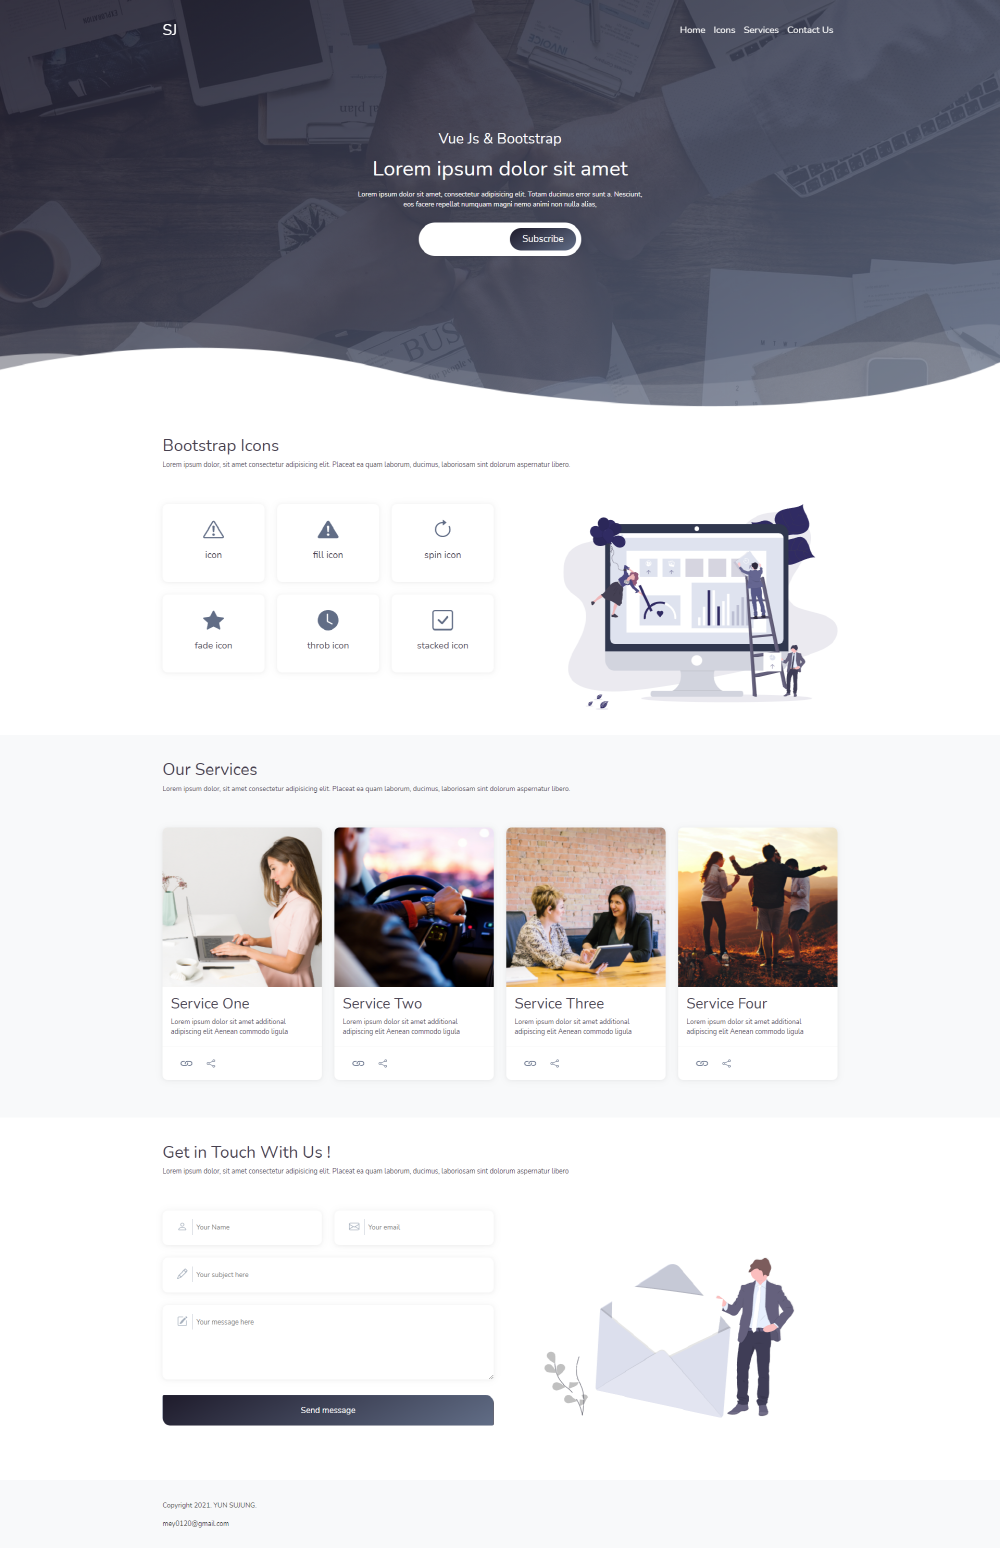 SJ
Home Icons Services Contact Us
Vue Js & Bootstrap
Lorem ipsum dolor sit amet
Lorem ipsum dolor sit amet, consectetur adipisicing elit. Totam ducimus error sunt a. Nesciunt,
eos facere repellat numquam magni nemo animi non nulla alias,
Subscribe
INVOICE
BUS
Bootstrap Icons
Lorem ipsum dolor, sit amet consectetur adipisicing elit. Placeat ea quam laborum, ducimus, laboriosam sint dolorum aspernatur libero.
icon
fill icon
spin icon
fade icon
throb icon
stacked icon
Our Services
Lorem ipsum dolor, sit amet consectetur adipisicing elit. Placeat ea quam laborum, ducimus, laboriosam sint dolorum aspernatur libero.
Service One
Lorem ipsum dolor sit amet additional
adipiscing elit Aenean commodo ligula
Service Two
Lorem ipsum dolor sit amet additional
adipiscing elit Aenean commodo ligula
Service Three
Lorem ipsum dolor sit amet additional
adipiscing elit Aenean commodo ligula
Service Four
Lorem ipsum dolor sit amet additional
adipiscing elit Aenean commodo ligula
Get in Touch With Us !
Lorem ipsum dolor, sit amet consectetur adipisicing elit. Placeat ea quam laborum, ducimus, laboriosam sint dolorum aspernatur libero
Your Name
Your email
Your subject here
Your message here
Send message
Copyright 2021. YUN SUJUNG.
mey0120@gmail.com